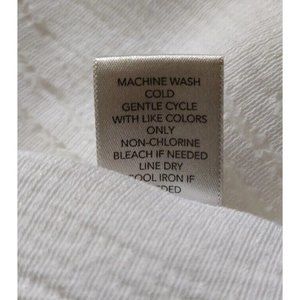 MACHINE WASH
COLD
GENTLE CYCLE
WITH LIKE COLORS
ONLY
NON-CHLORINE
BLEACH IF NEEDED
LINE DRY
IRON IF